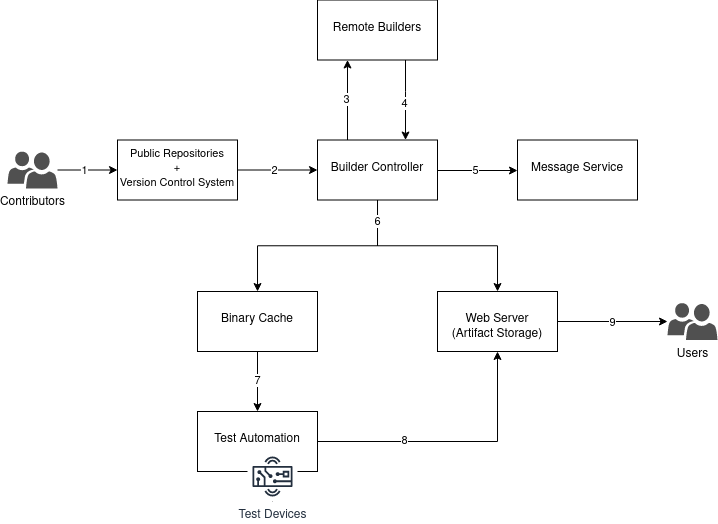 Remote Builders
3
4
Contributors
1
Public Repositories
+
Version Control System
2
Builder Controller
5
Message Service
6
Binary Cache
Web Server
(Artifact Storage)
9
Users
7
Test Automation
8
Test Devices